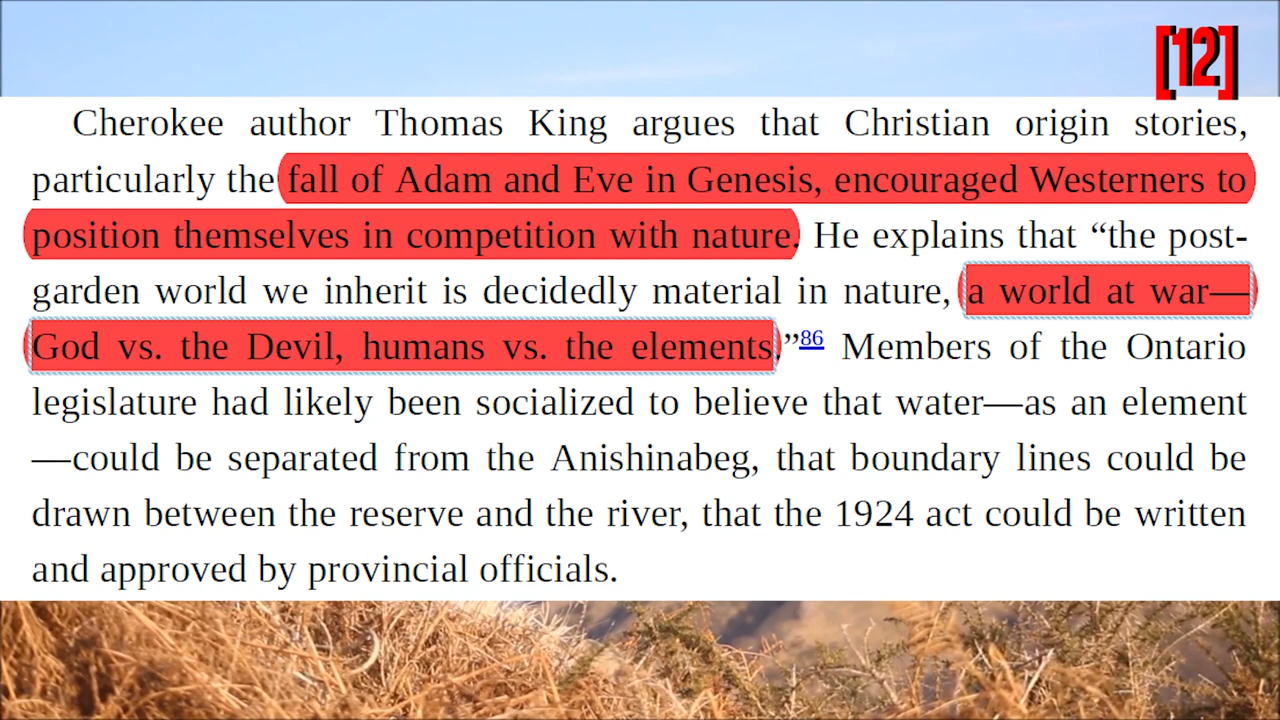 [12]
Cherokee author Thomas King argues that Christian origin stories,
particularly the fall of Adam and Eve in Genesis, encouraged Westerners to
position themselves in competition with nature. He explains that “the post-
garden world we inherit is decidedly material in nature, a world at war—
God vs. the Devil, humans vs. the elements.”86 Members of the Ontario
legislature had likely been socialized to believe that water—as an element
—could be separated from the Anishinabeg, that boundary lines could be
drawn between the reserve and the river, that the 1924 act could be written
and approved by provincial officials.